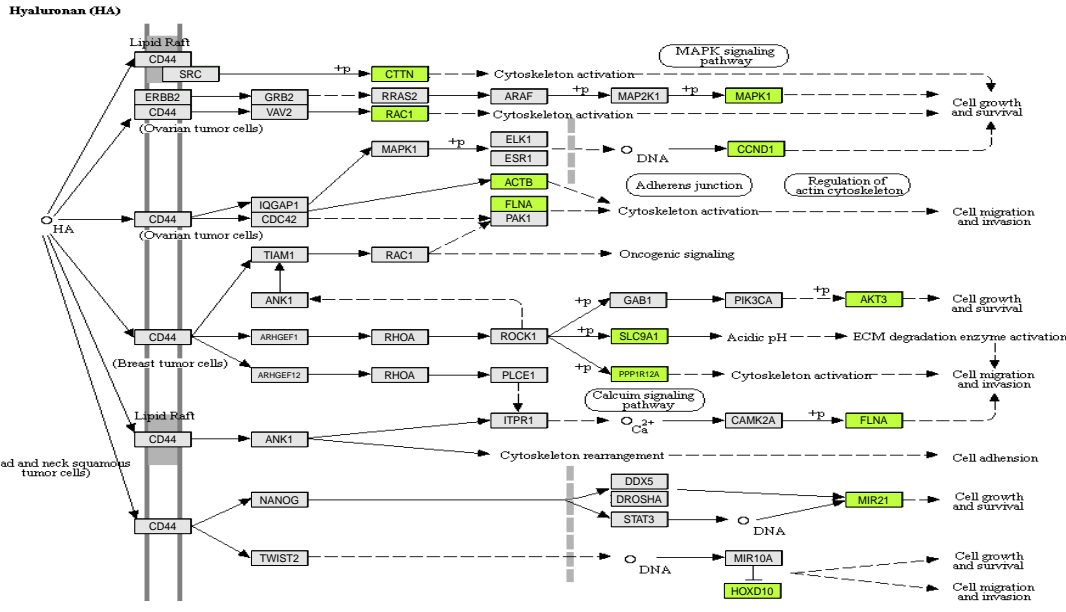 Hyaluronan (HA)
Lipid Raft
CD44
SRC
+p
CTTN
Cytoskeleton activation
MAPK signaling
pathway
ERBB2
GRB2
RRAS2
ARAF
+p
MAP2K1
+p
MAPK1
CD44
VAV2
RAC1
Cytoskeleton activation
Cell growth
and survival
(Ovarian tumor cells)
MAPK1
+p
ELK1
ESR1
DNA
CCND1
ACTB
Adherens junction
Regulation of
actin cytoskeleton
IQGAP1
FLNA
HA
CD44
CDC42
PAK1
Cytoskeleton activation
Cell migration
and invasion
(Ovarian tumor cells)
TIAM1
RAC1
Oncogenic signaling
ANK1
+p
GAB1
PIK3CA
+p
AKT3
Cell growth
and survival
CD44
ARHGEF1
RHOA
ROCK1
+p
SLC9A1
Acidic pH
ECM degradation enzyme activation
(Breast tumor cells)
ARHGEF12
RHOA
PLCE1
+p
PPP1R12A
Cytoskeleton activation
Cell migration
and invasion
Calcuim signaling
pathway
Lipid Raft
ITPR1
Ca2+
CAMK2A
+p
FLNA
CD44
ANK1
Cytoskeleton rearrangement
Cell adhension
ad and neck squamous
tumor cells)
NANOG
DDX5
DROSHA
STAT3
DNA
MIR21
Cell growth
and survival
CD44
TWIST2
DNA
MIR10A
Cell growth
and survival
HOXD10
Cell migration
and invasion